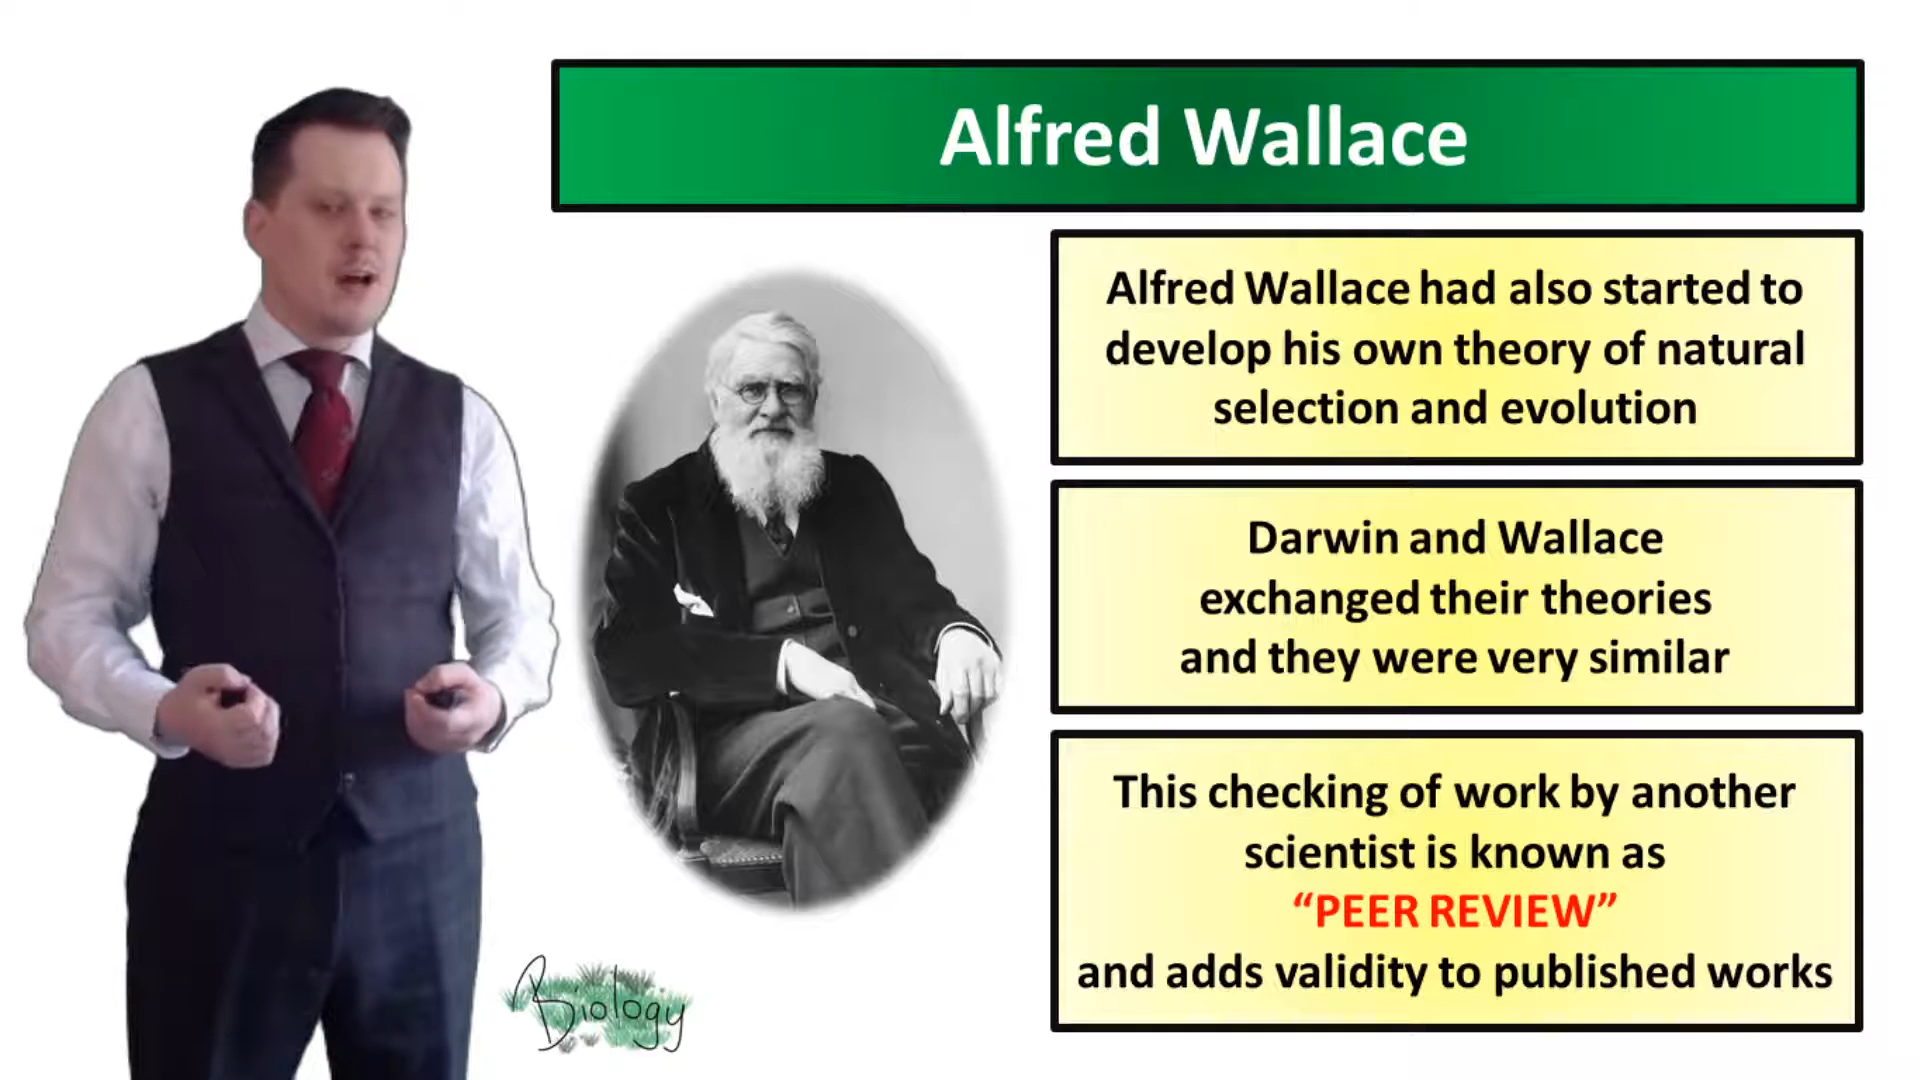 Alfred Wallace
Alfred Wallace had also started to
develop his own theory of natural
selection and evolution
Darwin and Wallace
exchanged their theories
and they were very similar
This checking of work by another
scientist is known as
“PEER REVIEW”
and adds validity to published works
Biology